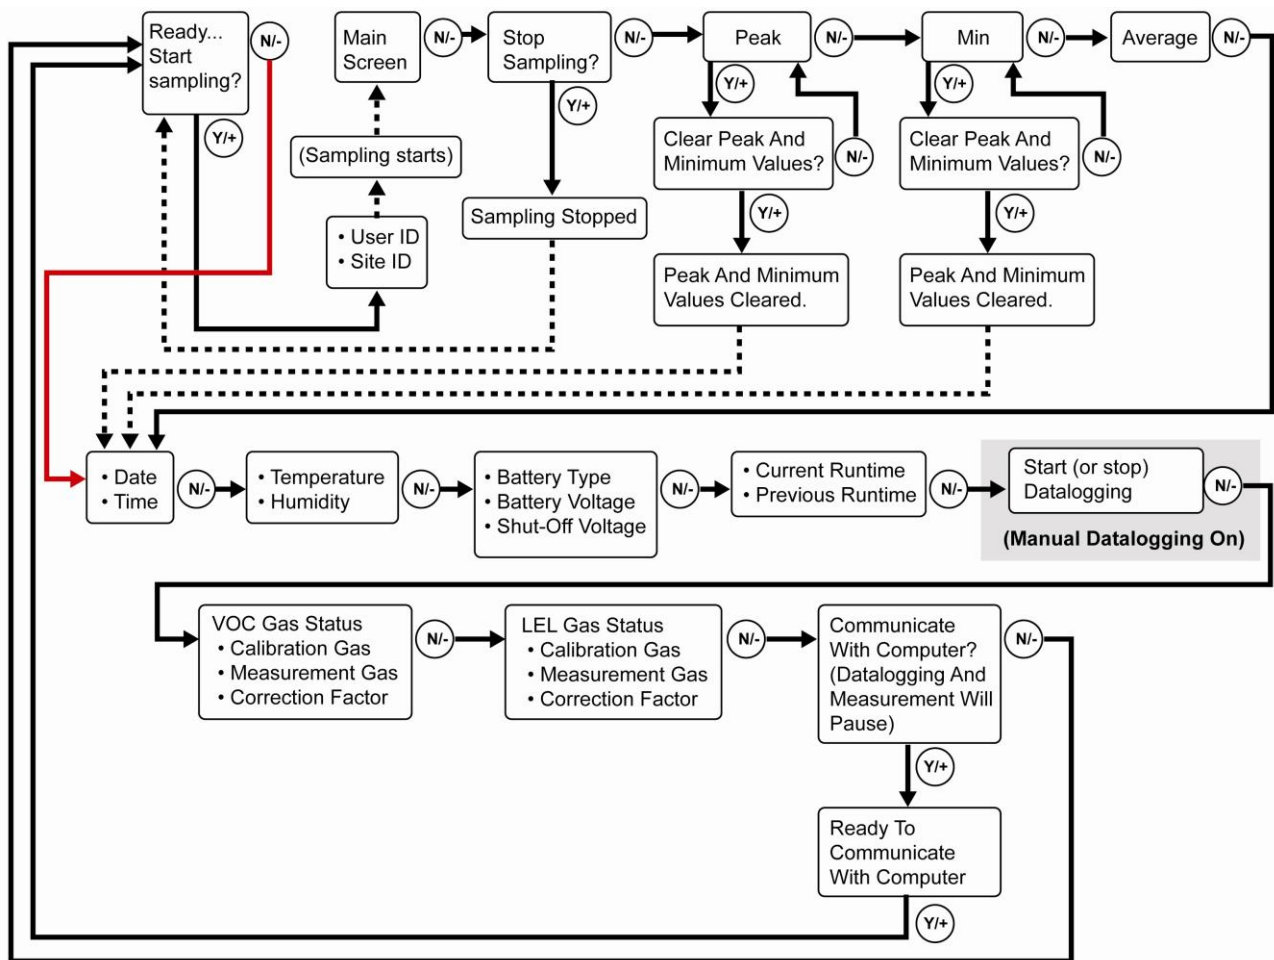 Ready...
Start
sampling?
N/-
Y/+
Main
Screen
N/-
(Sampling starts)
• User ID
• Site ID
Stop
Sampling?
N/-
Y/+
Sampling Stopped
Peak
N/-
Y/+
Clear Peak And
Minimum Values?
N/-
Y/+
Peak And Minimum
Values Cleared.
Min
N/-
Y/+
Clear Peak And
Minimum Values?
N/-
Y/+
Peak And Minimum
Values Cleared.
Average
N/-
• Date
• Time
N/-
• Temperature
• Humidity
N/-
• Battery Type
• Battery Voltage
• Shut-Off Voltage
N/-
• Current Runtime
• Previous Runtime
N/-
Start (or stop)
Datalogging
N/-
(Manual Datalogging On)
VOC Gas Status
• Calibration Gas
• Measurement Gas
• Correction Factor
N/-
LEL Gas Status
• Calibration Gas
• Measurement Gas
• Correction Factor
N/-
Communicate
With Computer?
(Datalogging And
Measurement Will
Pause)
N/-
Y/+
Ready To
Communicate
With Computer
Y/+